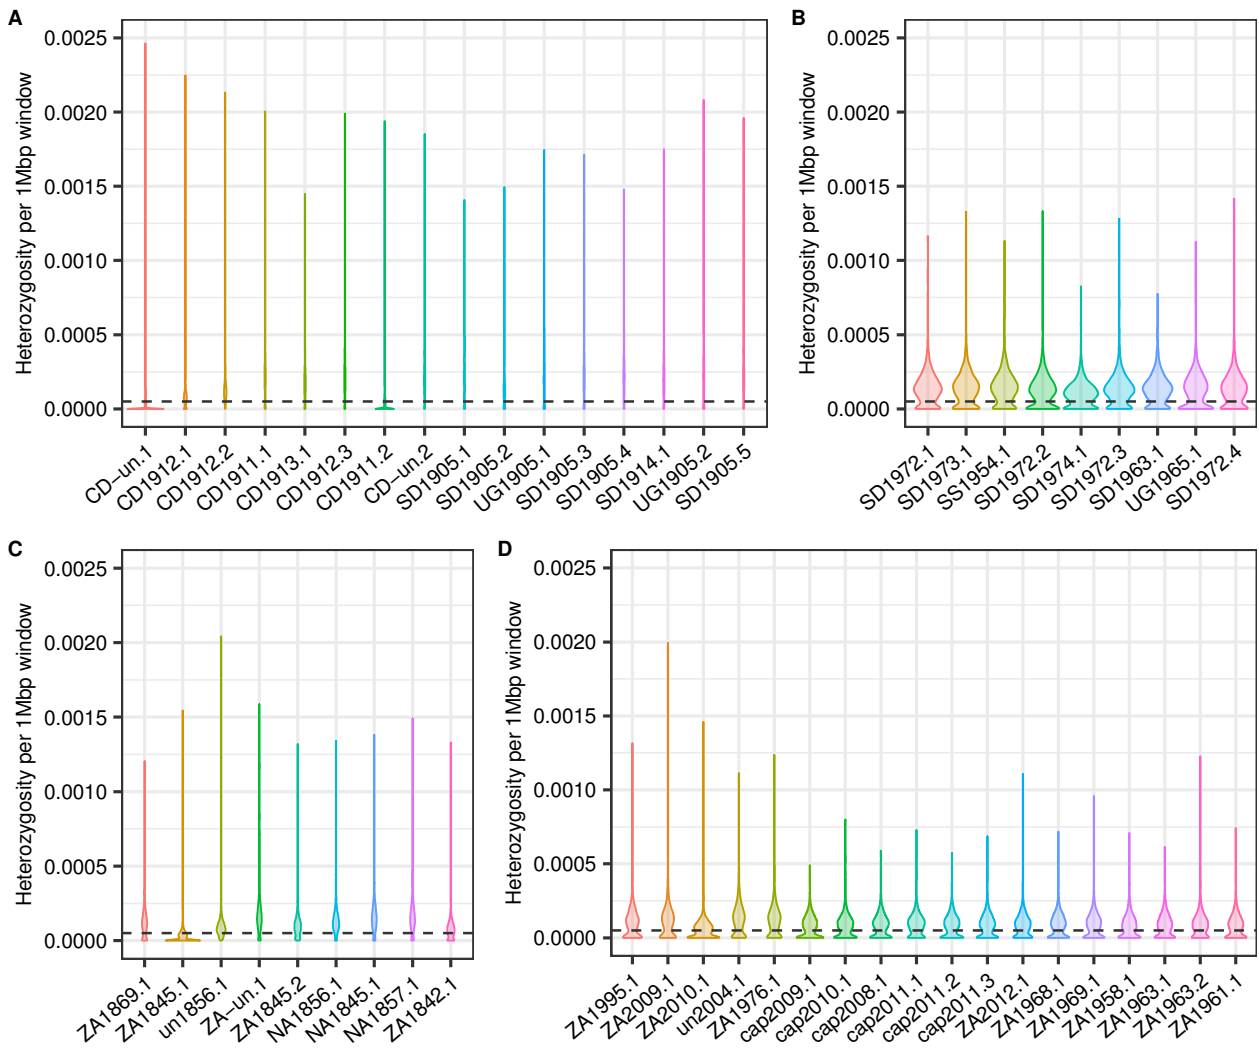 A
Heterozygosity per 1Mbp window
0.0025
0.0020
0.0015
0.0010
0.0005
0.0000
CD-un.1
CD1912.1
CD1912.2
CD1911.1
CD1913.1
CD1912.3
CD1911.2
CD-un.2
SD1905.1
SD1905.2
UG1905.1
SD1905.3
SD1905.4
SD1914.1
UG1905.2
SD1905.5
B
Heterozygosity per 1Mbp window
0.0025
0.0020
0.0015
0.0010
0.0005
0.0000
SD1972.1
SD1973.1
SS1954.1
SD1972.2
SD1974.1
SD1972.3
SD1963.1
UG1965.1
SD1972.4
C
Heterozygosity per 1Mbp window
0.0025
0.0020
0.0015
0.0010
0.0005
0.0000
ZA1869.1
ZA1845.1
un1856.1
ZA-un.1
ZA1845.2
NA1856.1
NA1845.1
NA1857.1
ZA1842.1
D
Heterozygosity per 1Mbp window
0.0025
0.0020
0.0015
0.0010
0.0005
0.0000
ZA1995.1
ZA2009.1
ZA2010.1
un2004.1
ZA1976.1
cap2009.1
cap2010.1
cap2008.1
cap2011.1
cap2011.2
cap2011.3
ZA2012.1
ZA1968.1
ZA1969.1
ZA1958.1
ZA1963.1
ZA1963.2
ZA1961.1